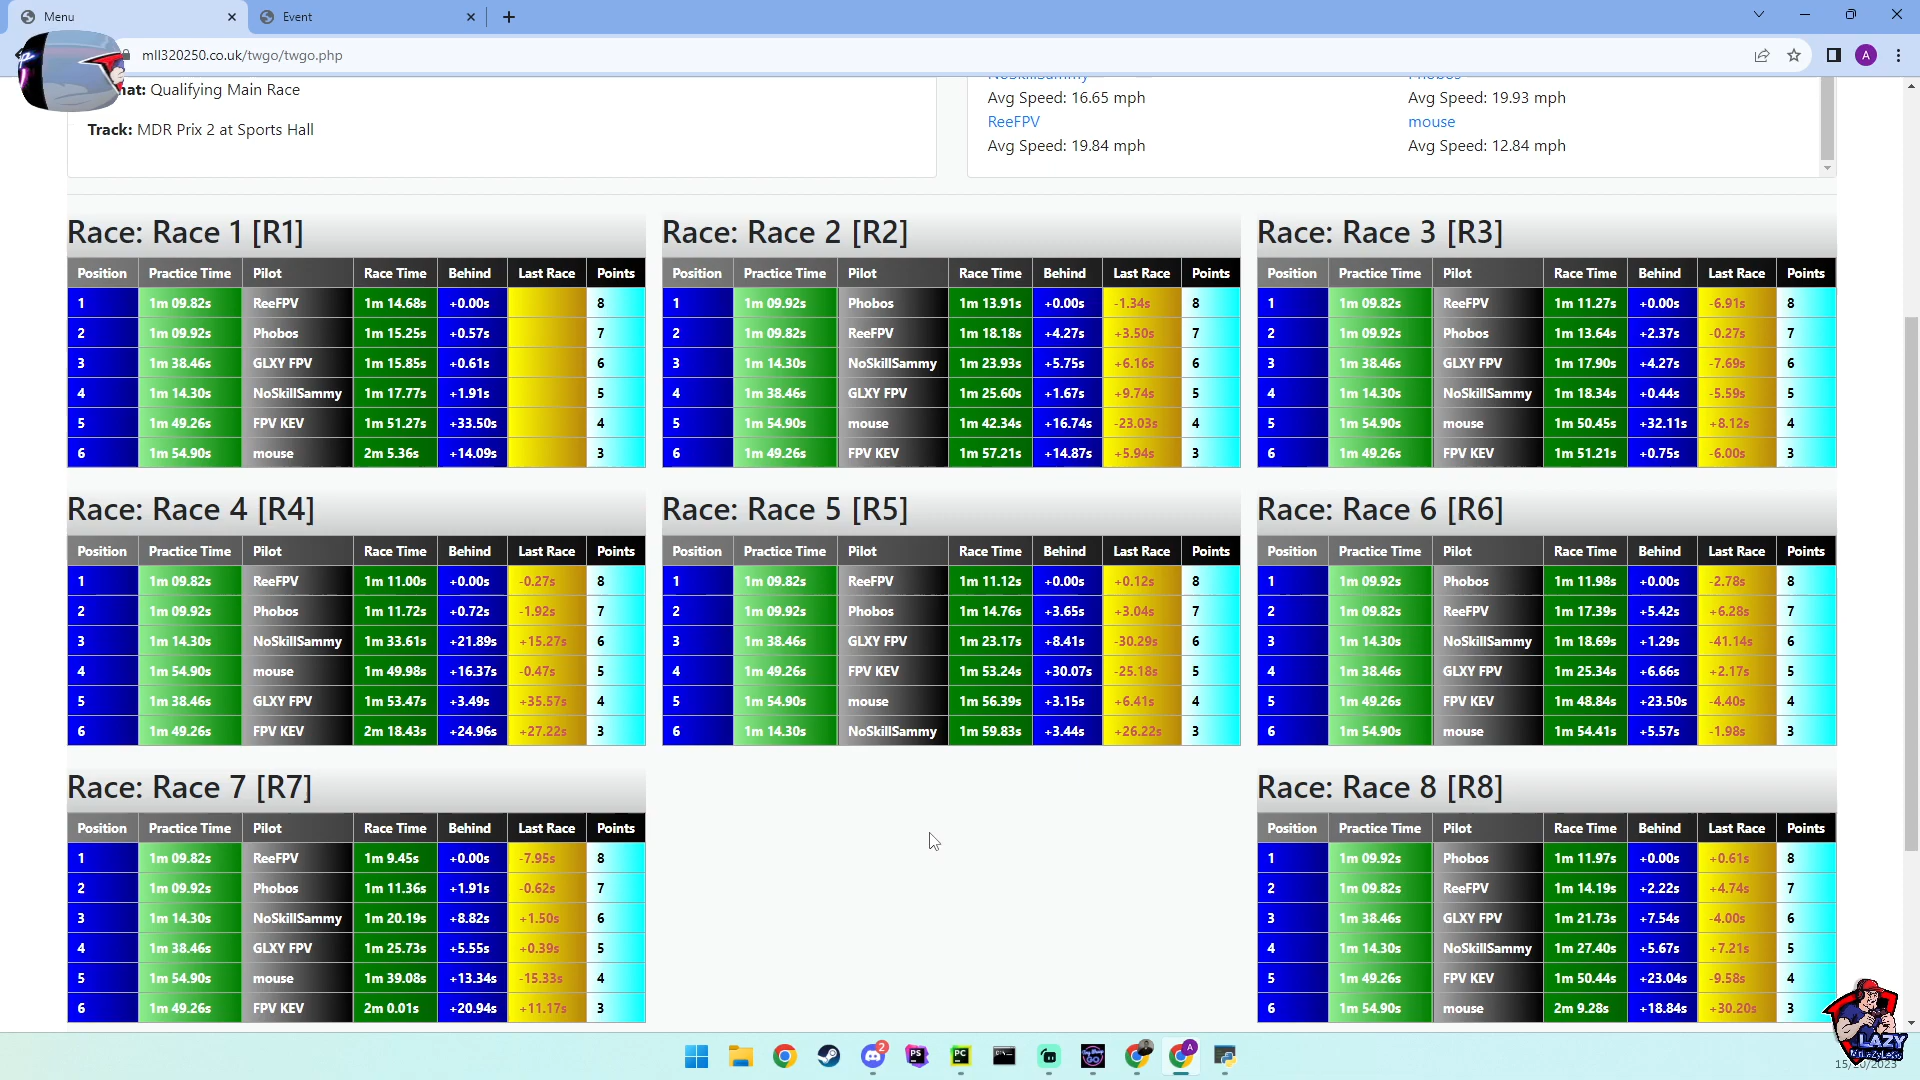 Menu
Event
mll320250.co.uk/twgo/twgo.php
A
hat: Qualifying Main Race
Track: MDR Prix 2 at Sports Hall
NoSkillSammy
Phobos
Avg Speed: 16.65 mph
Avg Speed: 19.93 mph
ReeFPV
mouse
Avg Speed: 19.84 mph
Avg Speed: 12.84 mph
Race: Race 1 [R1]
Position Practice Time Pilot Race Time Behind Last Race Points
1 1m 09.82s ReeFPV 1m 14.68s +0.00s 8
2 1m 09.92s Phobos 1m 15.25s +0.57s 7
3 1m 38.46s GLXY FPV 1m 15.85s +0.61s 6
4 1m 14.30s NoSkillSammy 1m 17.77s +1.91s 5
5 1m 49.26s FPV KEV 1m 51.27s +33.50s 4
6 1m 54.90s mouse 2m 5.36s +14.09s 3
Race: Race 2 [R2]
Position Practice Time Pilot Race Time Behind Last Race Points
1 1m 09.92s Phobos 1m 13.91s +0.00s -1.34s 8
2 1m 09.82s ReeFPV 1m 18.18s +4.27s +3.50s 7
3 1m 14.30s NoSkillSammy 1m 23.93s +5.75s +6.16s 6
4 1m 38.46s GLXY FPV 1m 25.60s +1.67s +9.74s 5
5 1m 54.90s mouse 1m 42.34s +16.74s -23.03s 4
6 1m 49.26s FPV KEV 1m 57.21s +14.87s +5.94s 3
Race: Race 3 [R3]
Position Practice Time Pilot Race Time Behind Last Race Points
1 1m 09.82s ReeFPV 1m 11.27s +0.00s -6.91s 8
2 1m 09.92s Phobos 1m 13.64s +2.37s -0.27s 7
3 1m 38.46s GLXY FPV 1m 17.90s +4.27s -7.69s 6
4 1m 14.30s NoSkillSammy 1m 18.34s +0.44s -5.59s 5
5 1m 54.90s mouse 1m 50.45s +32.11s +8.12s 4
6 1m 49.26s FPV KEV 1m 51.21s +0.75s -6.00s 3
Race: Race 4 [R4]
Position Practice Time Pilot Race Time Behind Last Race Points
1 1m 09.82s ReeFPV 1m 11.00s +0.00s -0.27s 8
2 1m 09.92s Phobos 1m 11.72s +0.72s -1.92s 7
3 1m 14.30s NoSkillSammy 1m 33.61s +21.89s +15.27s 6
4 1m 54.90s mouse 1m 49.98s +16.37s -0.47s 5
5 1m 38.46s GLXY FPV 1m 53.47s +3.49s +35.57s 4
6 1m 49.26s FPV KEV 2m 18.43s +24.96s +27.22s 3
Race: Race 5 [R5]
Position Practice Time Pilot Race Time Behind Last Race Points
1 1m 09.82s ReeFPV 1m 11.12s +0.00s +0.12s 8
2 1m 09.92s Phobos 1m 14.76s +3.65s +3.04s 7
3 1m 38.46s GLXY FPV 1m 23.17s +8.41s -30.29s 6
4 1m 49.26s FPV KEV 1m 53.24s +30.07s -25.18s 5
5 1m 54.90s mouse 1m 56.39s +3.15s +6.41s 4
6 1m 14.30s NoSkillSammy 1m 59.83s +3.44s +26.22s 3
Race: Race 6 [R6]
Position Practice Time Pilot Race Time Behind Last Race Points
1 1m 09.92s Phobos 1m 11.98s +0.00s -2.78s 8
2 1m 09.82s ReeFPV 1m 17.39s +5.42s +6.28s 7
3 1m 14.30s NoSkillSammy 1m 18.69s +1.29s -41.14s 6
4 1m 38.46s GLXY FPV 1m 25.34s +6.66s +2.17s 5
5 1m 49.26s FPV KEV 1m 48.84s +23.50s -4.40s 4
6 1m 54.90s mouse 1m 54.41s +5.57s -1.98s 3
Race: Race 7 [R7]
Position Practice Time Pilot Race Time Behind Last Race Points
1 1m 09.82s ReeFPV 1m 9.45s +0.00s -7.95s 8
2 1m 09.92s Phobos 1m 11.36s +1.91s -0.62s 7
3 1m 14.30s NoSkillSammy 1m 20.19s +8.82s +1.50s 6
4 1m 38.46s GLXY FPV 1m 25.73s +5.55s +0.39s 5
5 1m 54.90s mouse 1m 39.08s +13.34s -15.33s 4
6 1m 49.26s FPV KEV 2m 0.01s +20.94s +11.17s 3
Race: Race 8 [R8]
Position Practice Time Pilot Race Time Behind Last Race Points
1 1m 09.92s Phobos 1m 11.97s +0.00s +0.61s 8
2 1m 09.82s ReeFPV 1m 14.19s +2.22s +4.74s 7
3 1m 38.46s GLXY FPV 1m 21.73s +7.54s -4.00s 6
4 1m 14.30s NoSkillSammy 1m 27.40s +5.67s +7.21s 5
5 1m 49.26s FPV KEV 1m 50.44s +23.04s -9.58s 4
6 1m 54.90s mouse 2m 9.28s +18.84s +30.20s 3
LAZY
2
PS
PC
A